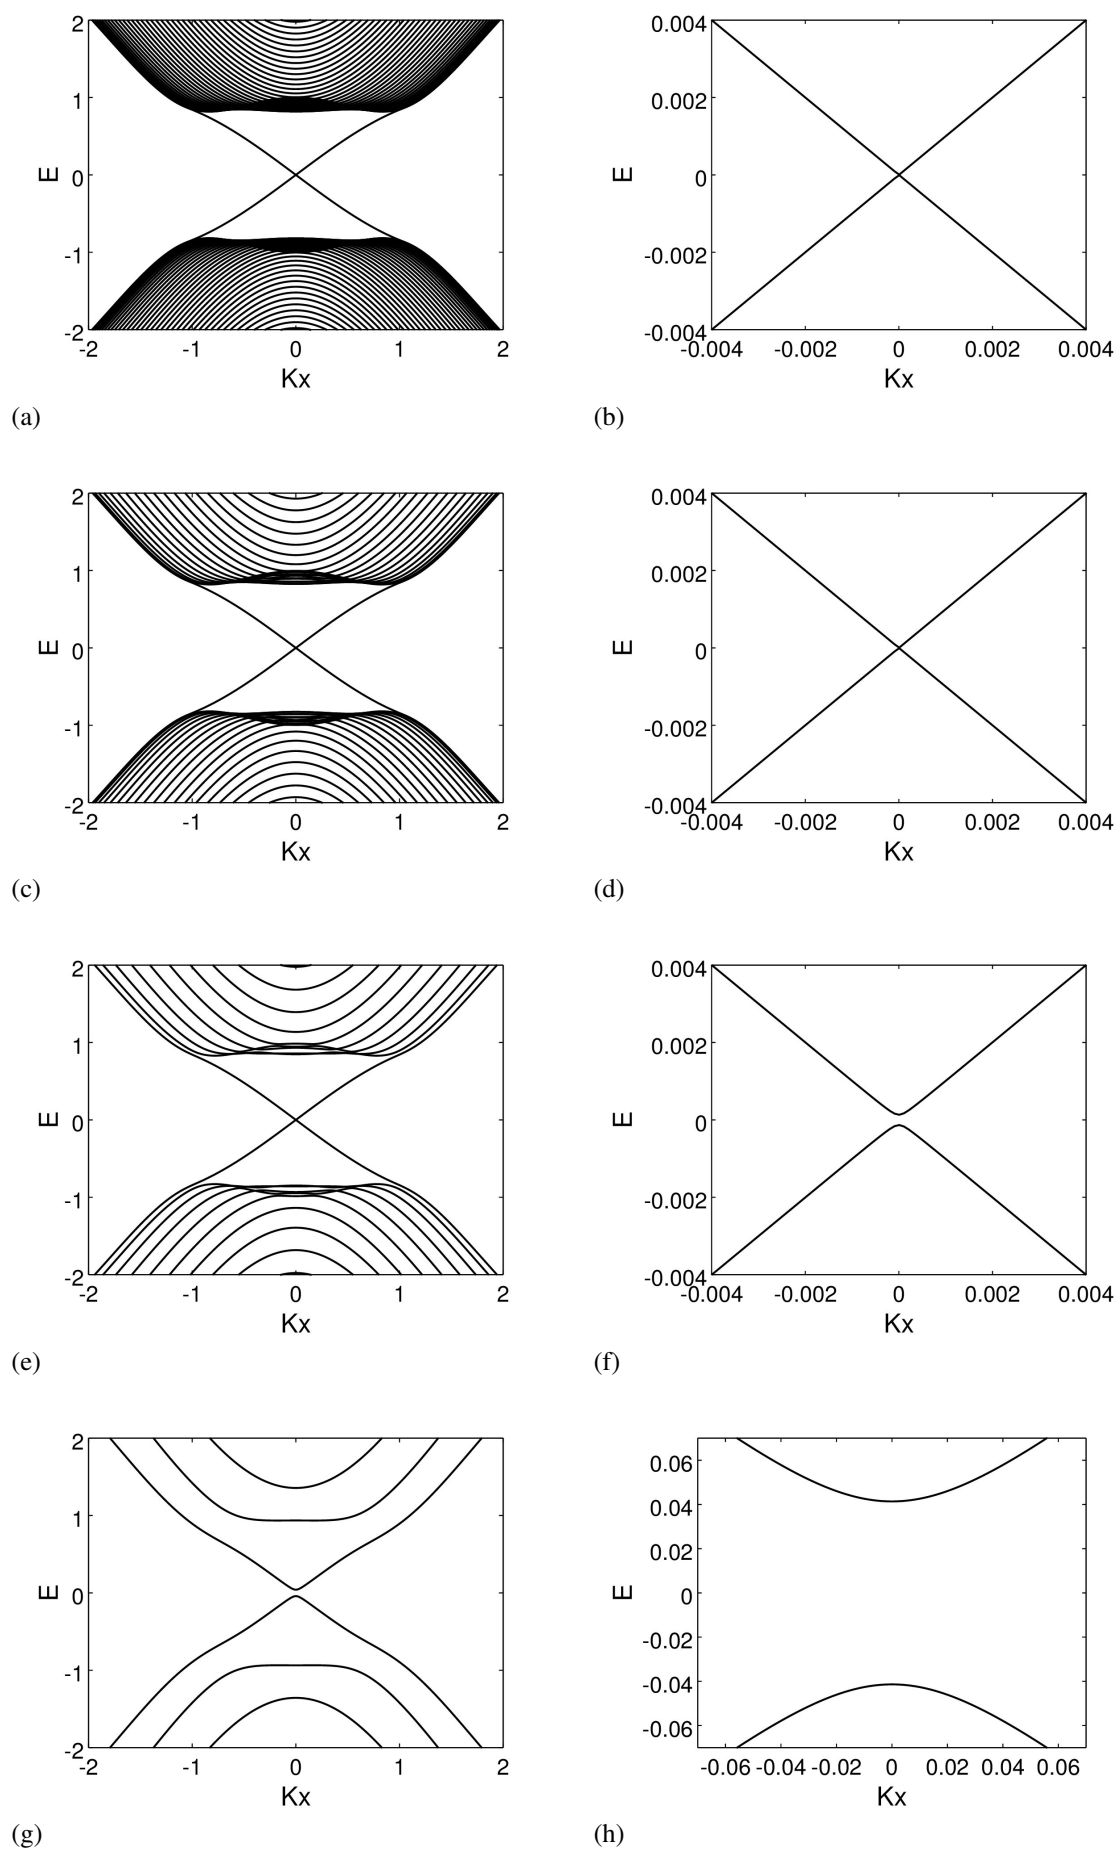 2
1
0
-1
-2
E
-2 -1 0 1 2
Kx
(a)
0.004
0.002
0
-0.002
-0.004
E
-0.004 -0.002 0 0.002 0.004
Kx
(b)
2
1
0
-1
-2
E
-2 -1 0 1 2
Kx
(c)
0.004
0.002
0
-0.002
-0.004
E
-0.004 -0.002 0 0.002 0.004
Kx
(d)
2
1
0
-1
-2
E
-2 -1 0 1 2
Kx
(e)
0.004
0.002
0
-0.002
-0.004
E
-0.004 -0.002 0 0.002 0.004
Kx
(f)
2
1
0
-1
-2
E
-2 -1 0 1 2
Kx
(g)
0.06
0.04
0.02
0
-0.02
-0.04
-0.06
E
-0.06 -0.04 -0.02 0 0.02 0.04 0.06
Kx
(h)